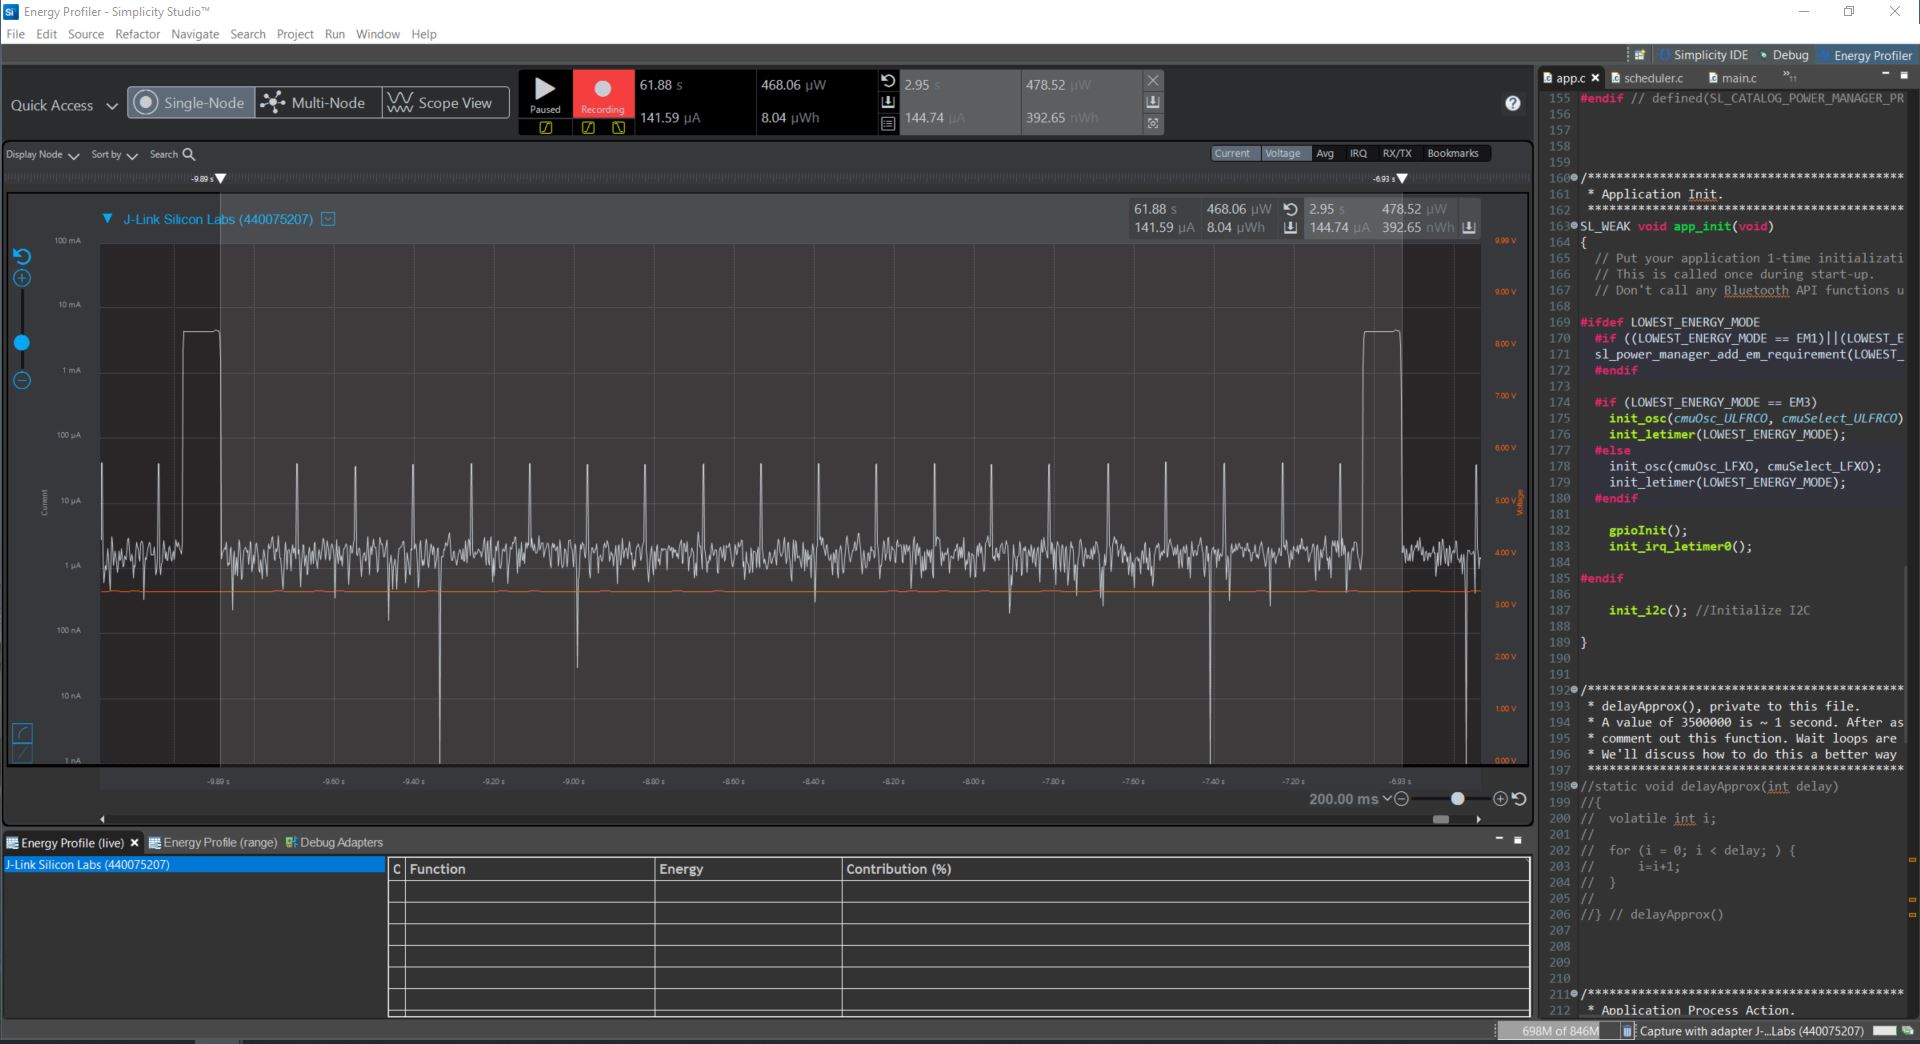 Energy Profiler - Simplicity Studio™
File Edit Source Refactor Navigate Search Project Run Window Help
Simplicity IDE Debug Energy Profiler
Quick Access Single-Node Multi-Node Scope View
Paused Recording
61.88 s 468.06 µW
141.59 µA 8.04 µWh
2.95 s 478.52 µW
144.74 µA 392.65 nWh
Display Node Sort by Search
Current Voltage Avg IRQ RX/TX Bookmarks
-9.89 s -6.93 s
J-Link Silicon Labs (440075207)
61.88 s 468.06 µW 2.95 s 478.52 µW
141.59 µA 8.04 µWh 144.74 µA 392.65 nWh
100 mA
10 mA
1 mA
100 µA
10 µA
1 µA
100 nA
10 nA
1 nA
Current
9.99 V
9.00 V
8.00 V
7.00 V
6.00 V
5.00 V
4.00 V
3.00 V
2.00 V
1.00 V
0.00 V
Voltage
-9.89 s -9.60 s -9.40 s -9.20 s -9.00 s -8.80 s -8.60 s -8.40 s -8.20 s -8.00 s -7.80 s -7.60 s -7.40 s -7.20 s -6.93 s
200.00 ms
Energy Profile (live) Energy Profile (range) Debug Adapters
J-Link Silicon Labs (440075207)
C Function Energy Contribution (%)
app.c scheduler.c main.c »11
155 #endif // defined(SL_CATALOG_POWER_MANAGER_PR
156
157
158
159
160 /********************************************
161 * Application Init.
162 ********************************************
163 SL_WEAK void app_init(void)
164 {
165 // Put your application 1-time initializati
166 // This is called once during start-up.
167 // Don't call any Bluetooth API functions u
168
169 #ifdef LOWEST_ENERGY_MODE
170 #if ((LOWEST_ENERGY_MODE == EM1)||(LOWEST_E
171 sl_power_manager_add_em_requirement(LOWEST_
172 #endif
173
174 #if (LOWEST_ENERGY_MODE == EM3)
175 init_osc(cmuOsc_ULFRCO, cmuSelect_ULFRCO)
176 init_letimer(LOWEST_ENERGY_MODE);
177 #else
178 init_osc(cmuOsc_LFXO, cmuSelect_LFXO);
179 init_letimer(LOWEST_ENERGY_MODE);
180 #endif
181
182 gpioInit();
183 init_irq_letimer0();
184
185 #endif
186
187 init_i2c(); //Initialize I2C
188
189 }
190
191
192 /********************************************
193 * delayApprox(), private to this file.
194 * A value of 3500000 is ~ 1 second. After as
195 * comment out this function. Wait loops are
196 * We'll discuss how to do this a better way
197 ********************************************
198 //static void delayApprox(int delay)
199 //{
200 // volatile int i;
201 //
202 // for (i = 0; i < delay; ) {
203 // i=i+1;
204 // }
205 //
206 //} // delayApprox()
207
208
209
210
211 /********************************************
212 * Application Process Action.
698M of 846M Capture with adapter J-...Labs (440075207)